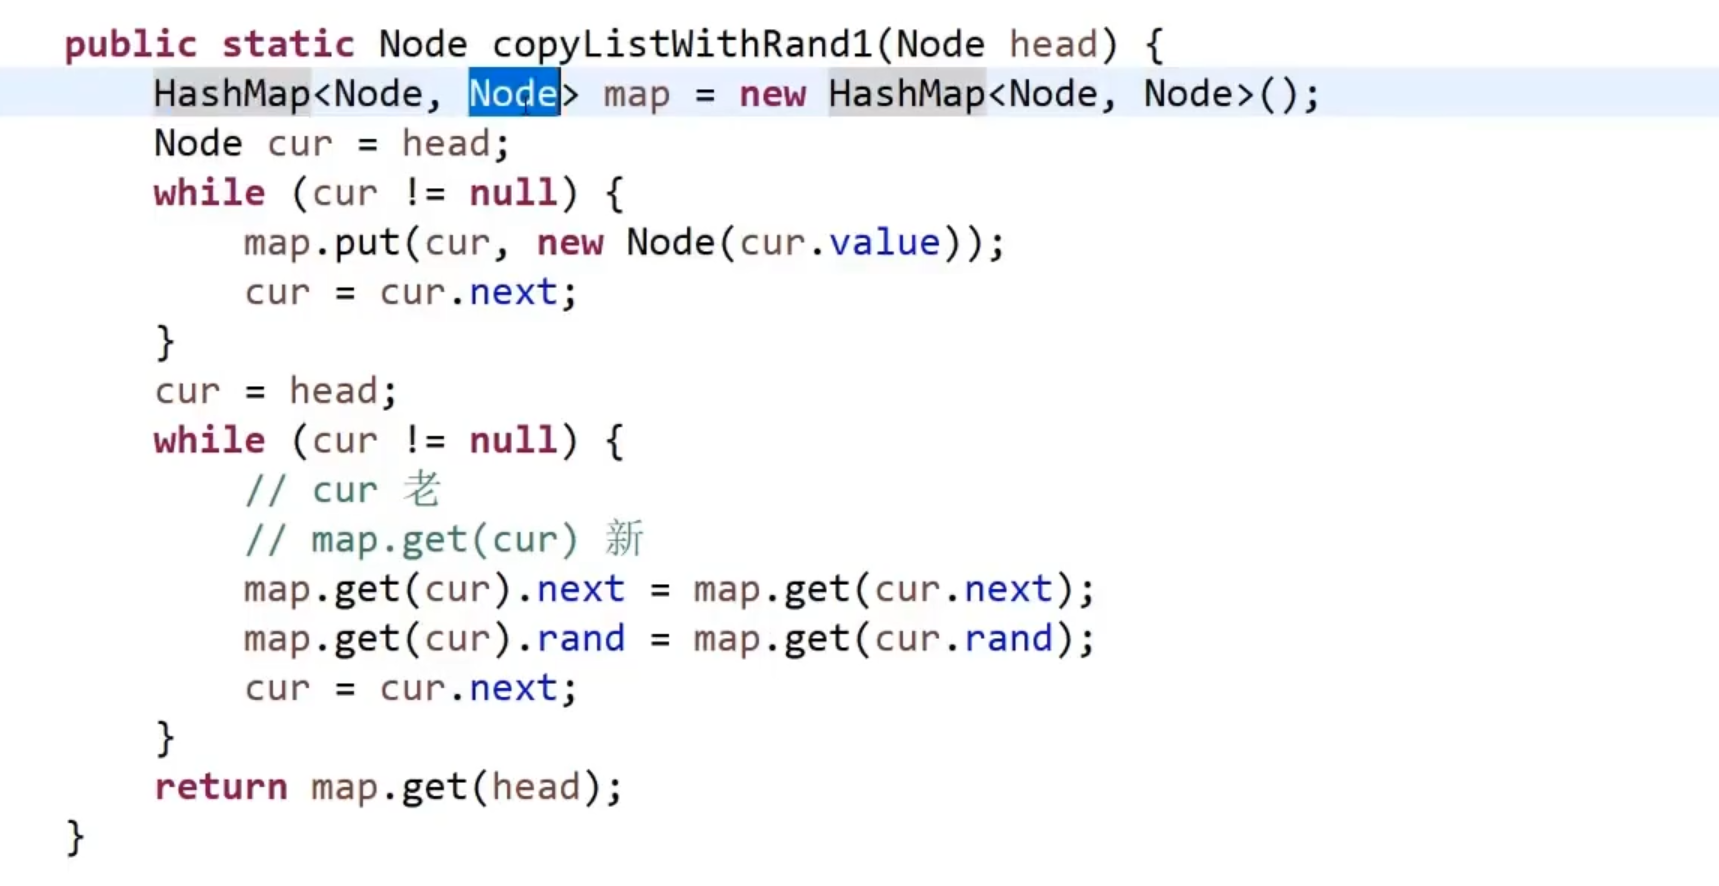 public static Node copyListWithRand1(Node head) {
HashMap<Node, Node> map = new HashMap<Node, Node>();
Node cur = head;
while (cur != null) {
map.put(cur, new Node(cur.value));
cur = cur.next;
}
cur = head;
while (cur != null) {
// cur 老
// map.get(cur) 新
map.get(cur).next = map.get(cur.next);
map.get(cur).rand = map.get(cur.rand);
cur = cur.next;
}
return map.get(head);
}